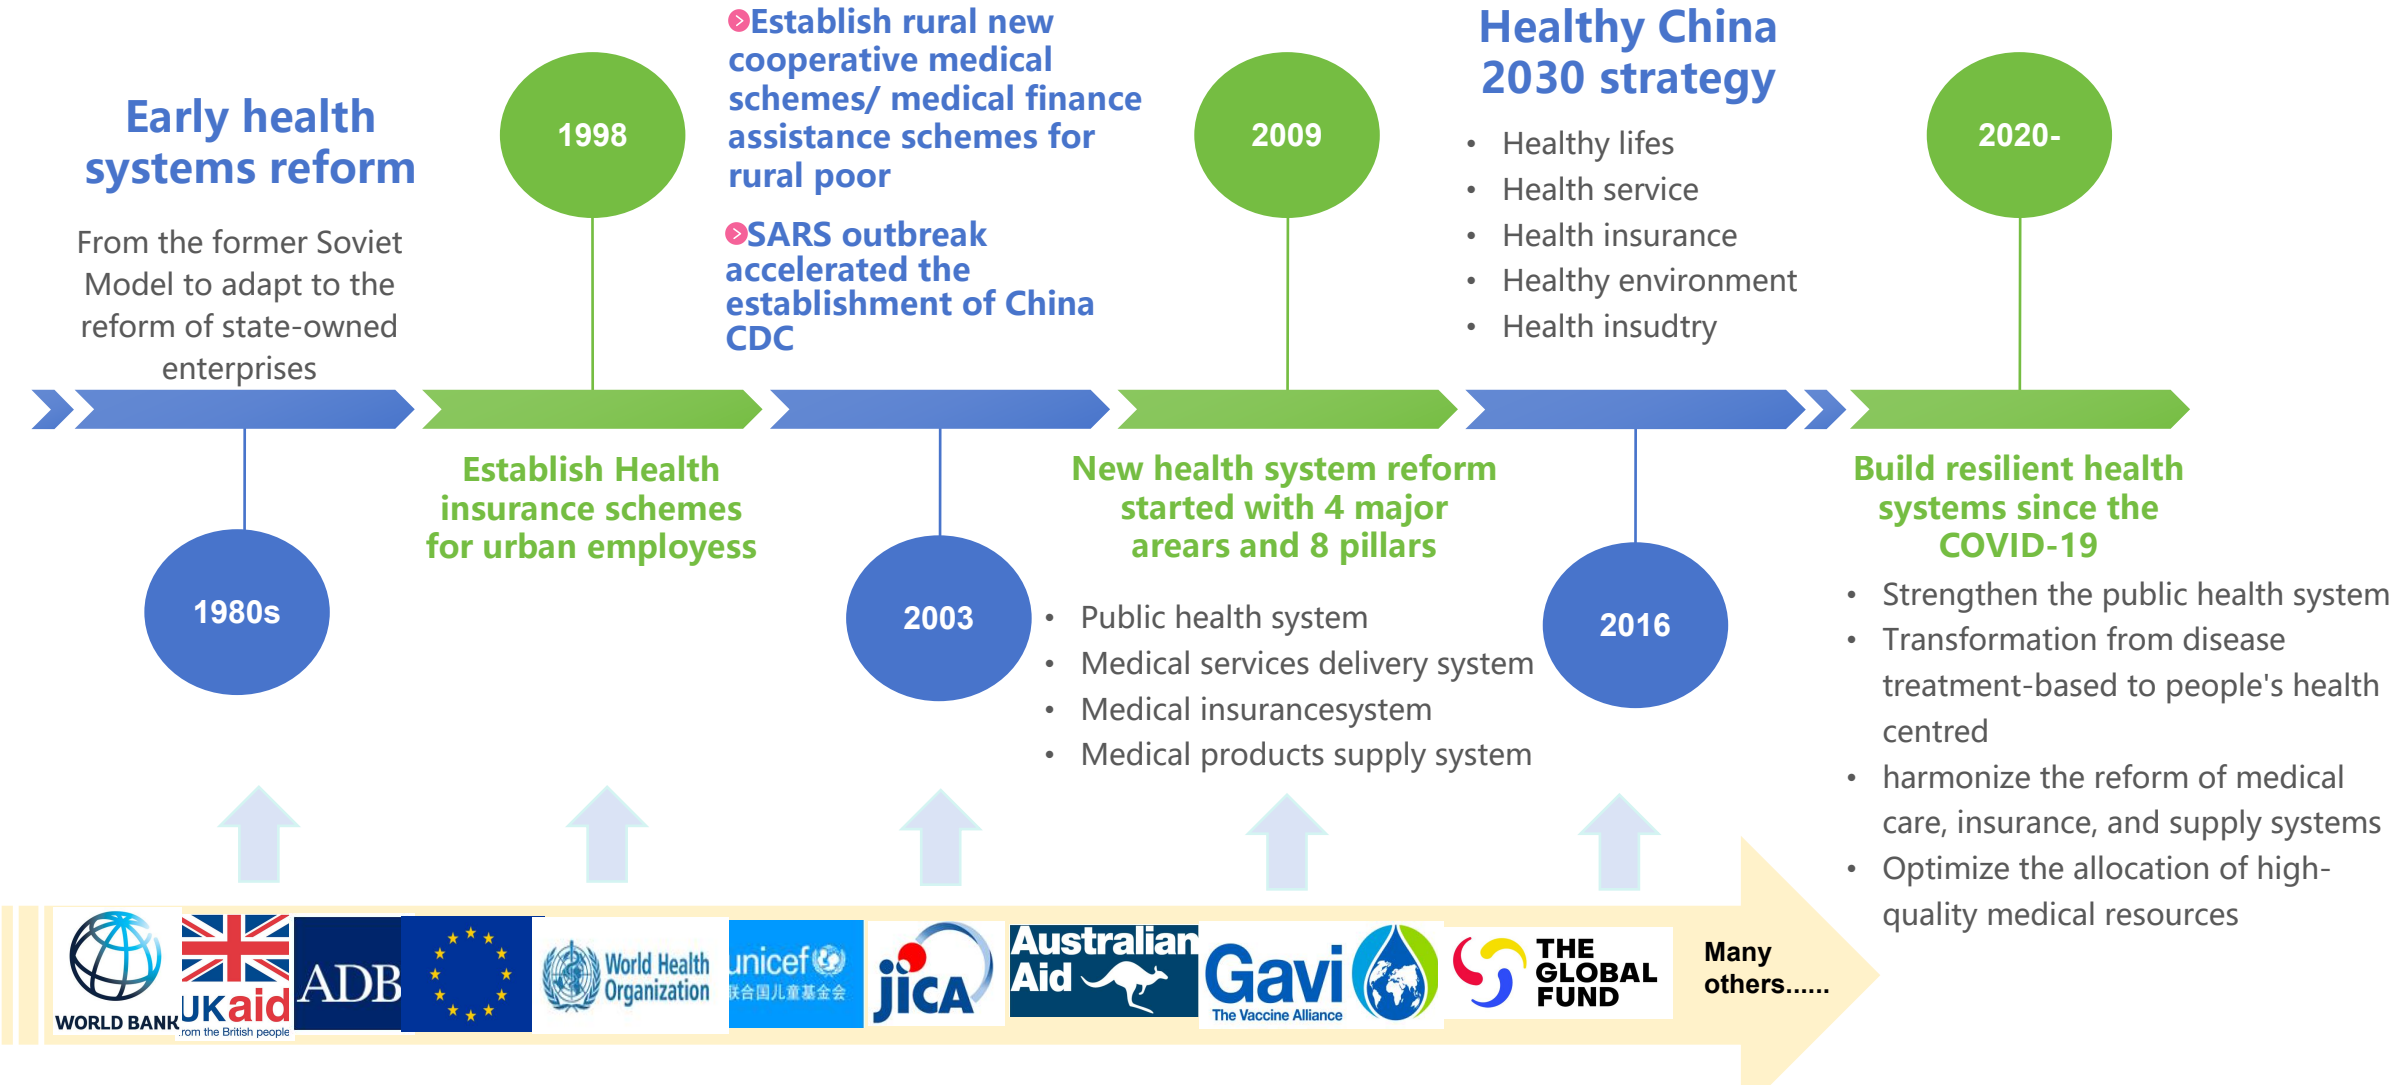 Early health
systems reform
From the former Soviet
Model to adapt to the
reform of state-owned
enterprises
1980s
1998
Establish Health
insurance schemes
for urban employess
Establish rural new
cooperative medical
schemes/ medical finance
assistance schemes for
rural poor
SARS outbreak
accelerated the
establishment of China
CDC
2003
2009
New health system reform
started with 4 major
arears and 8 pillars
• Public health system
• Medical services delivery system
• Medical insurancesystem
• Medical products supply system
Healthy China
2030 strategy
• Healthy lifes
• Health service
• Health insurance
• Healthy environment
• Health insudtry
2016
2020-
Build resilient health
systems since the
COVID-19
• Strengthen the public health system
• Transformation from disease
treatment-based to people's health
centred
• harmonize the reform of medical
care, insurance, and supply systems
• Optimize the allocation of high-
quality medical resources
WORLD BANK
UKaid
rom the British people
ADB
World Health
Organization
unicef
联合国儿童基金会
jICA
Australian
Aid
Gavi
The Vaccine Alliance
THE
GLOBAL
FUND
Many
others......